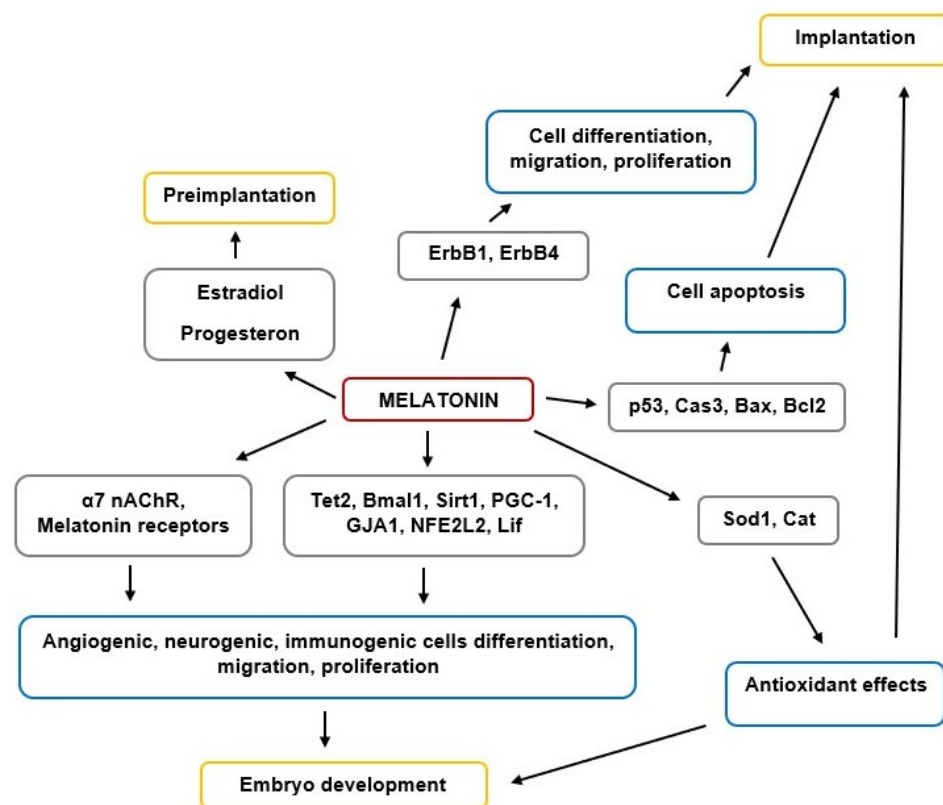 Implantation
Cell differentiation,
migration, proliferation
Preimplantation
ErbB1, ErbB4
Estradiol
Progesteron
Cell apoptosis
MELATONIN
p53, Cas3, Bax, Bcl2
α7 nAChR,
Melatonin receptors
Tet2, Bmal1, Sirt1, PGC-1,
GJA1, NFE2L2, Lif
Sod1, Cat
Angiogenic, neurogenic, immunogenic cells differentiation,
migration, proliferation
Antioxidant effects
Embryo development